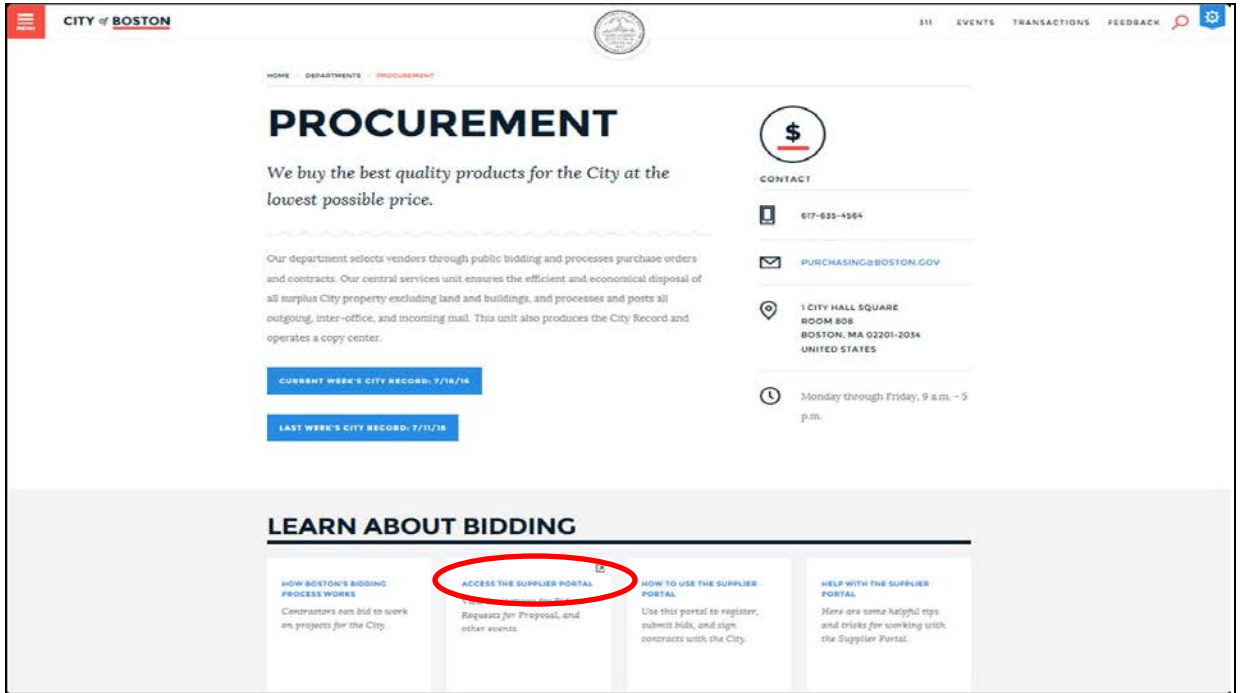 MENU
CITY of BOSTON
311 EVENTS TRANSACTIONS FEEDBACK
HOME DEPARTMENTS PROCUREMENT
PROCUREMENT
We buy the best quality products for the City at the
lowest possible price.
Our department selects vendors through public bidding and processes purchase orders
and contracts. Our central services unit ensures the efficient and economical disposal of
all surplus City property excluding land and buildings, and processes and posts all
outgoing, inter-office, and incoming mail. This unit also produces the City Record and
operates a copy center.
CURRENT WEEK'S CITY RECORD: 7/18/16
LAST WEEK'S CITY RECORD: 7/11/16
$
CONTACT
617-635-4564
PURCHASING@BOSTON.GOV
1 CITY HALL SQUARE
ROOM 808
BOSTON, MA 02201-2034
UNITED STATES
Monday through Friday, 9 a.m. - 5
p.m.
LEARN ABOUT BIDDING
HOW BOSTON'S BIDDING
PROCESS WORKS
Contractors can bid to work
on projects for the City.
ACCESS THE SUPPLIER PORTAL
Requests for Proposal, and
other events.
HOW TO USE THE SUPPLIER
PORTAL
Use this portal to register,
submit bids, and sign
contracts with the City.
HELP WITH THE SUPPLIER
PORTAL
Here are some helpful tips
and tricks for working with
the Supplier Portal.